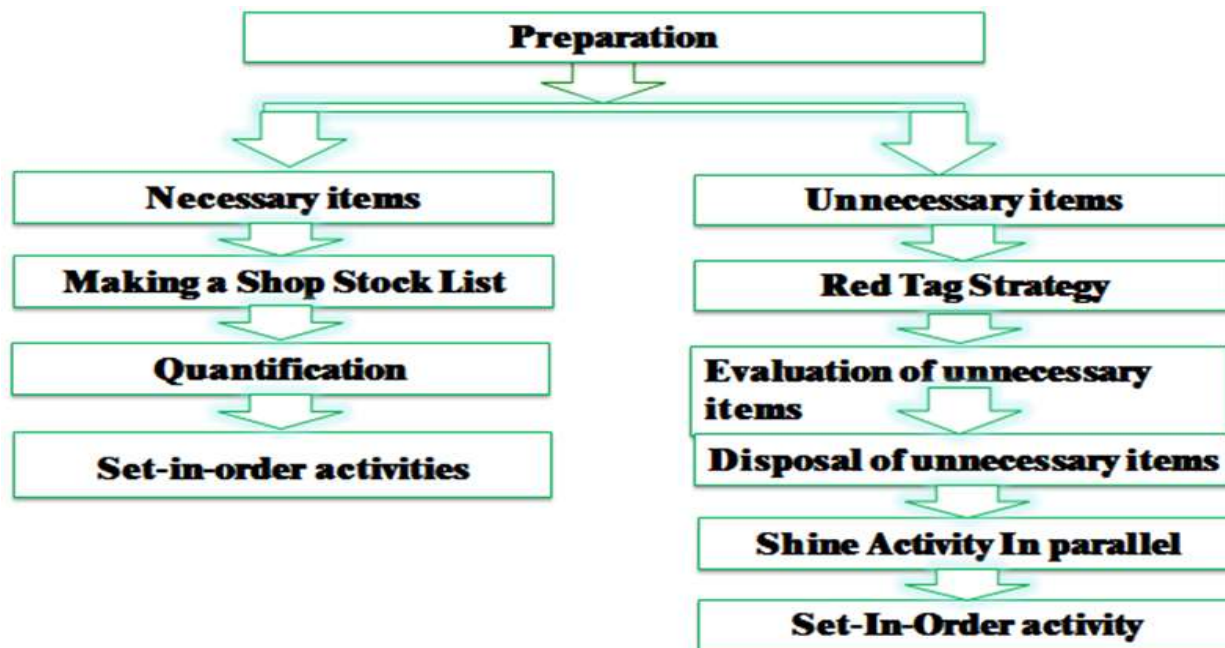 Preparation
Necessary items
Making a Shop Stock List
Quantification
Set-in-order activities
Unnecessary items
Red Tag Strategy
Evaluation of unnecessary
items
Disposal of unnecessary items
Shine Activity In parallel
Set-In-Order activity